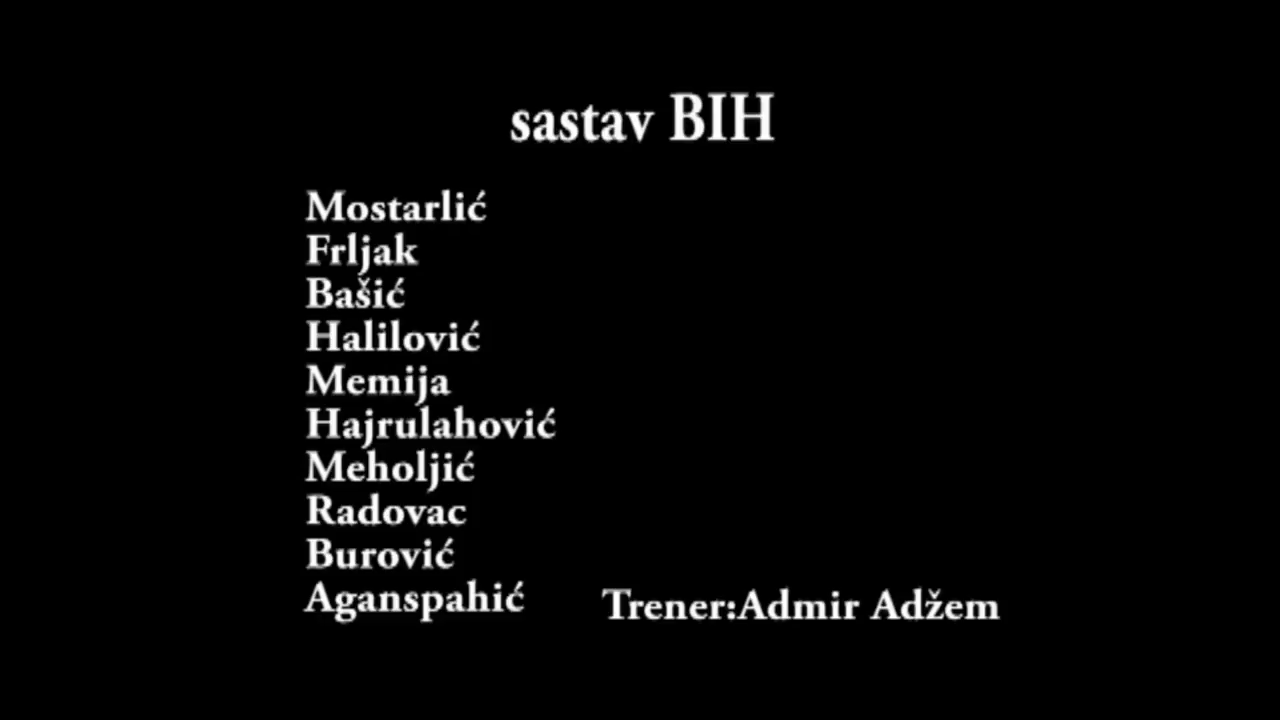 sastav BIH
Mostarlić
Frljak
Bašić
Halilović
Memija
Hajrulahović
Meholjić
Radovac
Burović
Aganspahić
Trener:Admir Adžem